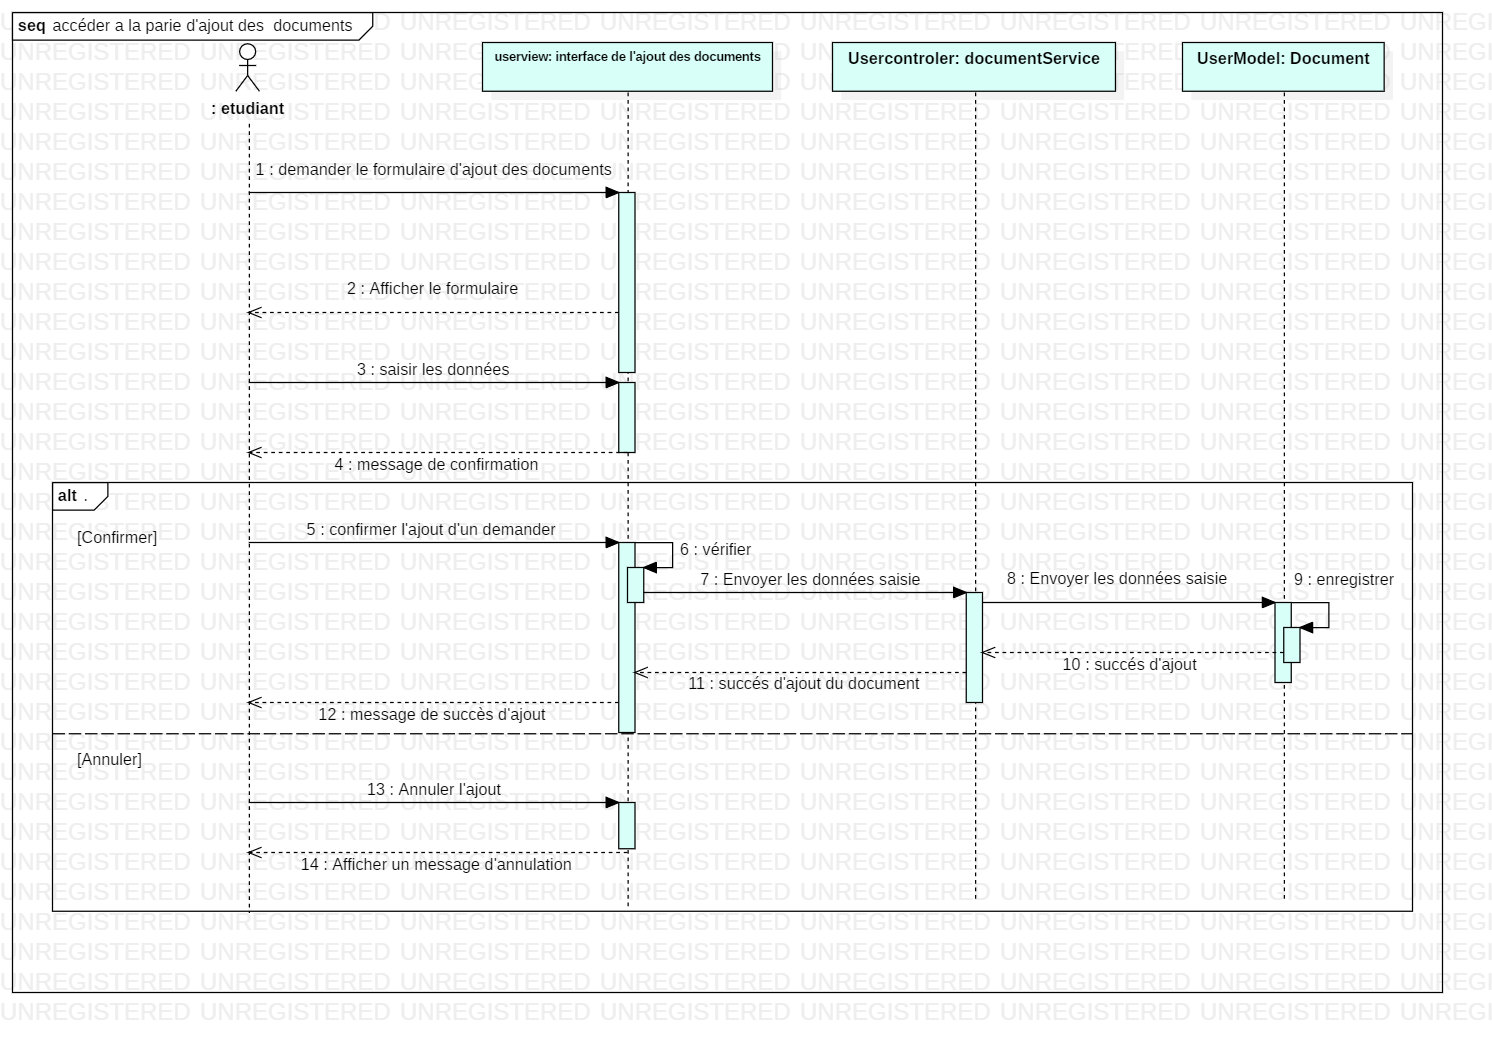 seq accéder a la parie d'ajout des  documents
: etudiant
userview: interface de l'ajout des documents
Usercontroler: documentService
UserModel: Document
1 : demander le formulaire d'ajout des documents
2 : Afficher le formulaire
3 : saisir les données
4 : message de confirmation
alt .
[Confirmer]
5 : confirmer l'ajout d'un demander
6 : vérifier
7 : Envoyer les données saisie
8 : Envoyer les données saisie
9 : enregistrer
10 : succés d'ajout
11 : succés d'ajout du document
12 : message de succès d'ajout
[Annuler]
13 : Annuler l'ajout
14 : Afficher un message d'annulation
UNREGISTERED UNREGISTERED UNREGISTERED UNREGISTERED UNREGISTERED UNREGISTERED UNREGISTERED UNREGI